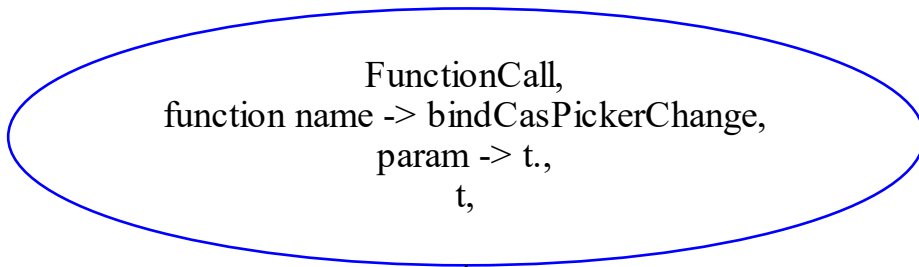 FunctionCall,
function name -> bindCasPickerChange,
param -> t.,
t,